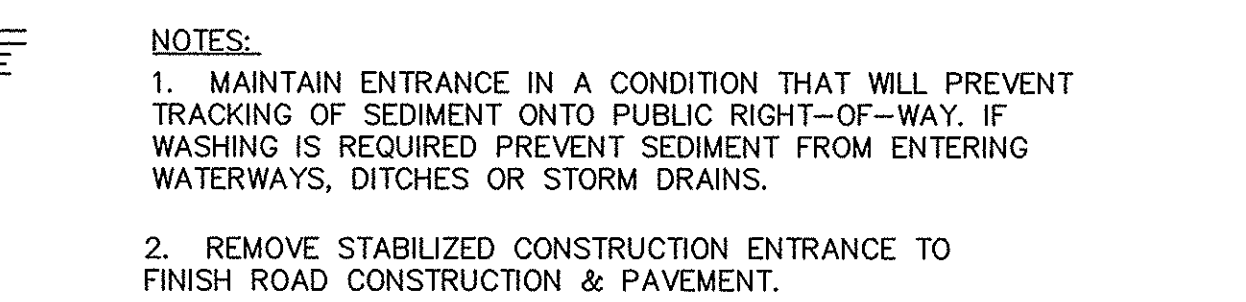 NOTES:
1. MAINTAIN ENTRANCE IN A CONDITION THAT WILL PREVENT
TRACKING OF SEDIMENT ONTO PUBLIC RIGHT-OF-WAY. IF
WASHING IS REQUIRED PREVENT SEDIMENT FROM ENTERING
WATERWAYS, DITCHES OR STORM DRAINS.
2. REMOVE STABILIZED CONSTRUCTION ENTRANCE TO
FINISH ROAD CONSTRUCTION & PAVEMENT.